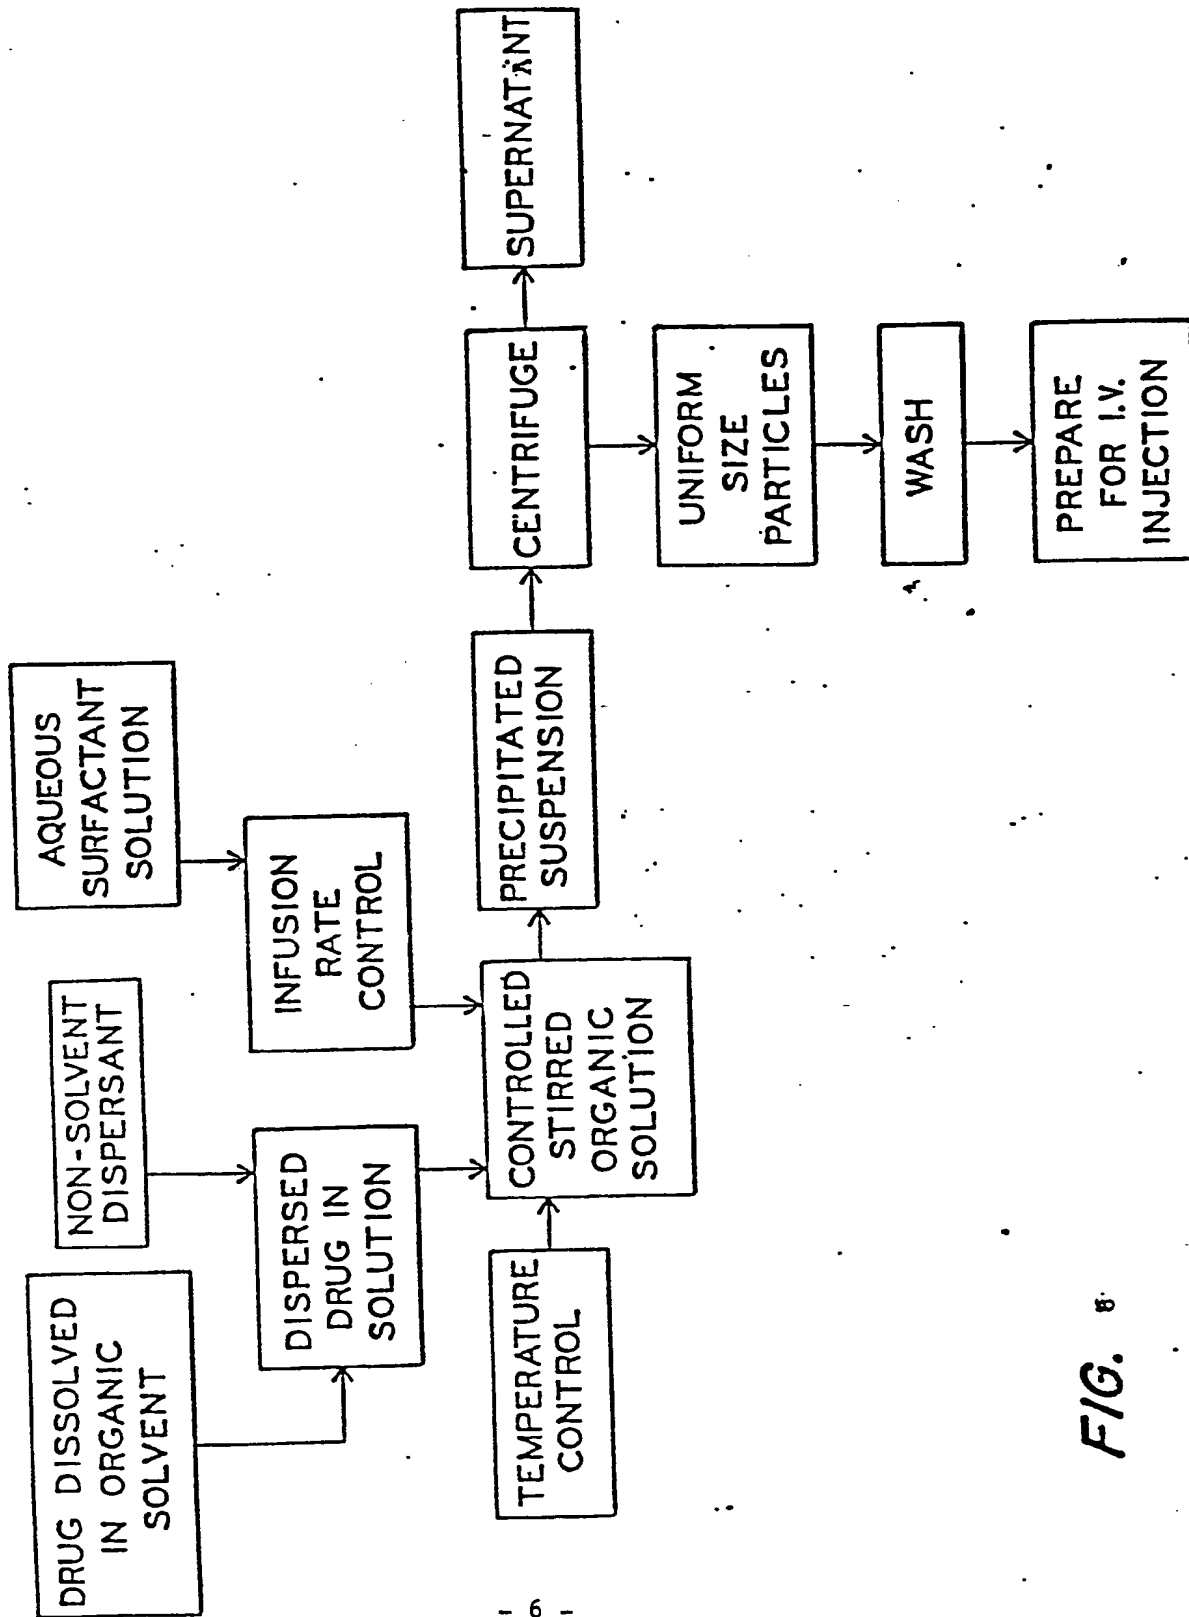 DRUG DISSOLVED
IN ORGANIC
SOLVENT
NON-SOLVENT
DISPERSANT
AQUEOUS
SURFACTANT
SOLUTION
DISPERSED
DRUG IN
SOLUTION
INFUSION
RATE
CONTROL
TEMPERATURE
CONTROL
CONTROLLED
STIRRED
ORGANIC
SOLUTION
PRECIPITATED
SUSPENSION
CENTRIFUGE
SUPERNATANT
UNIFORM
SIZE
PARTICLES
WASH
PREPARE
FOR I.V.
INJECTION
FIG.
- 6 -